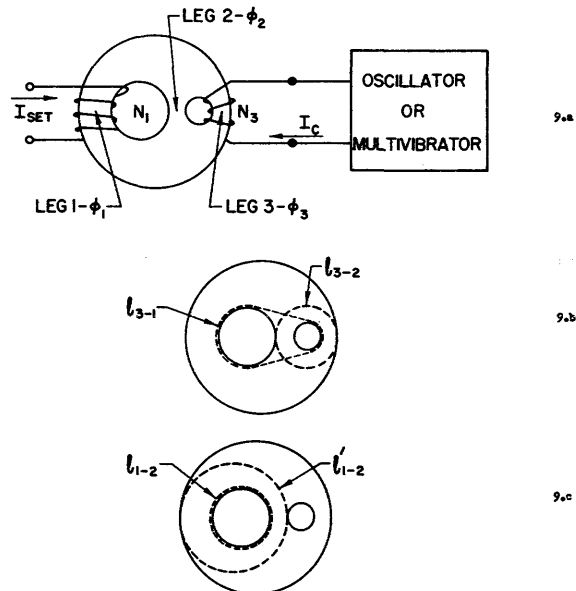 LEG 2-ϕ₂
I_SET
N₁
N₃
I_C
OSCILLATOR
OR
MULTIVIBRATOR
9.a
LEG 1-ϕ₁
LEG 3-ϕ₃
ℓ₃₋₂
ℓ₃₋₁
9.b
ℓ₁₋₂
ℓ'₁₋₂
9.c